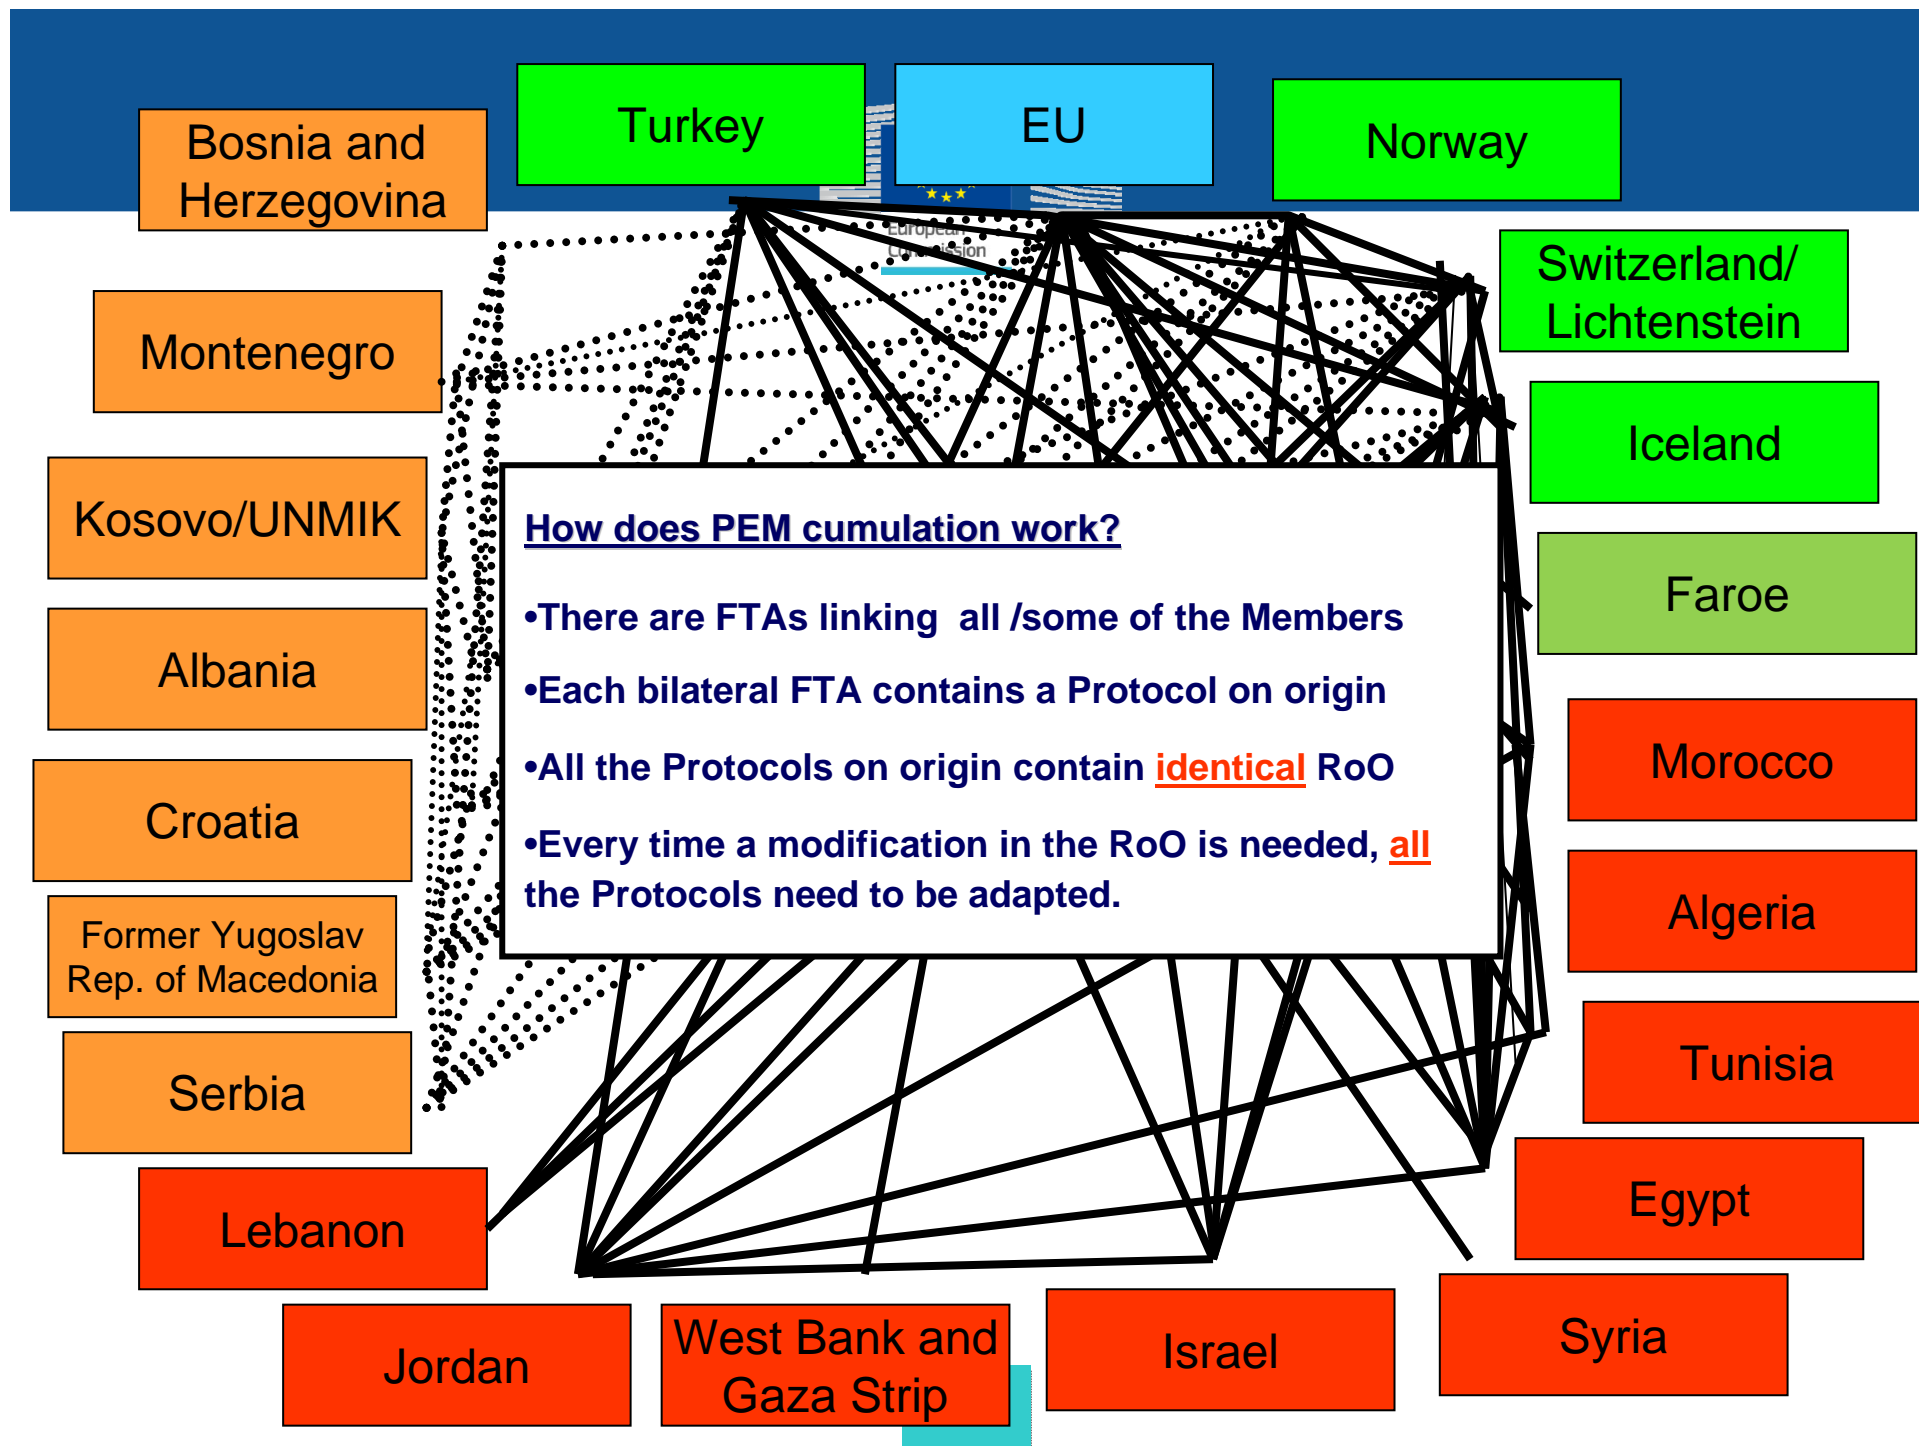 Turkey
EU
Norway
Bosnia and
Herzegovina
European
Commission
Switzerland/
Lichtenstein
Montenegro
Iceland
Kosovo/UNMIK
How does PEM cumulation work?
•There are FTAs linking  all /some of the Members
•Each bilateral FTA contains a Protocol on origin
•All the Protocols on origin contain identical RoO
•Every time a modification in the RoO is needed, all
the Protocols need to be adapted.
Faroe
Albania
Morocco
Croatia
Algeria
Former Yugoslav
Rep. of Macedonia
Tunisia
Serbia
Egypt
Lebanon
Syria
Jordan
West Bank and
Gaza Strip
Israel